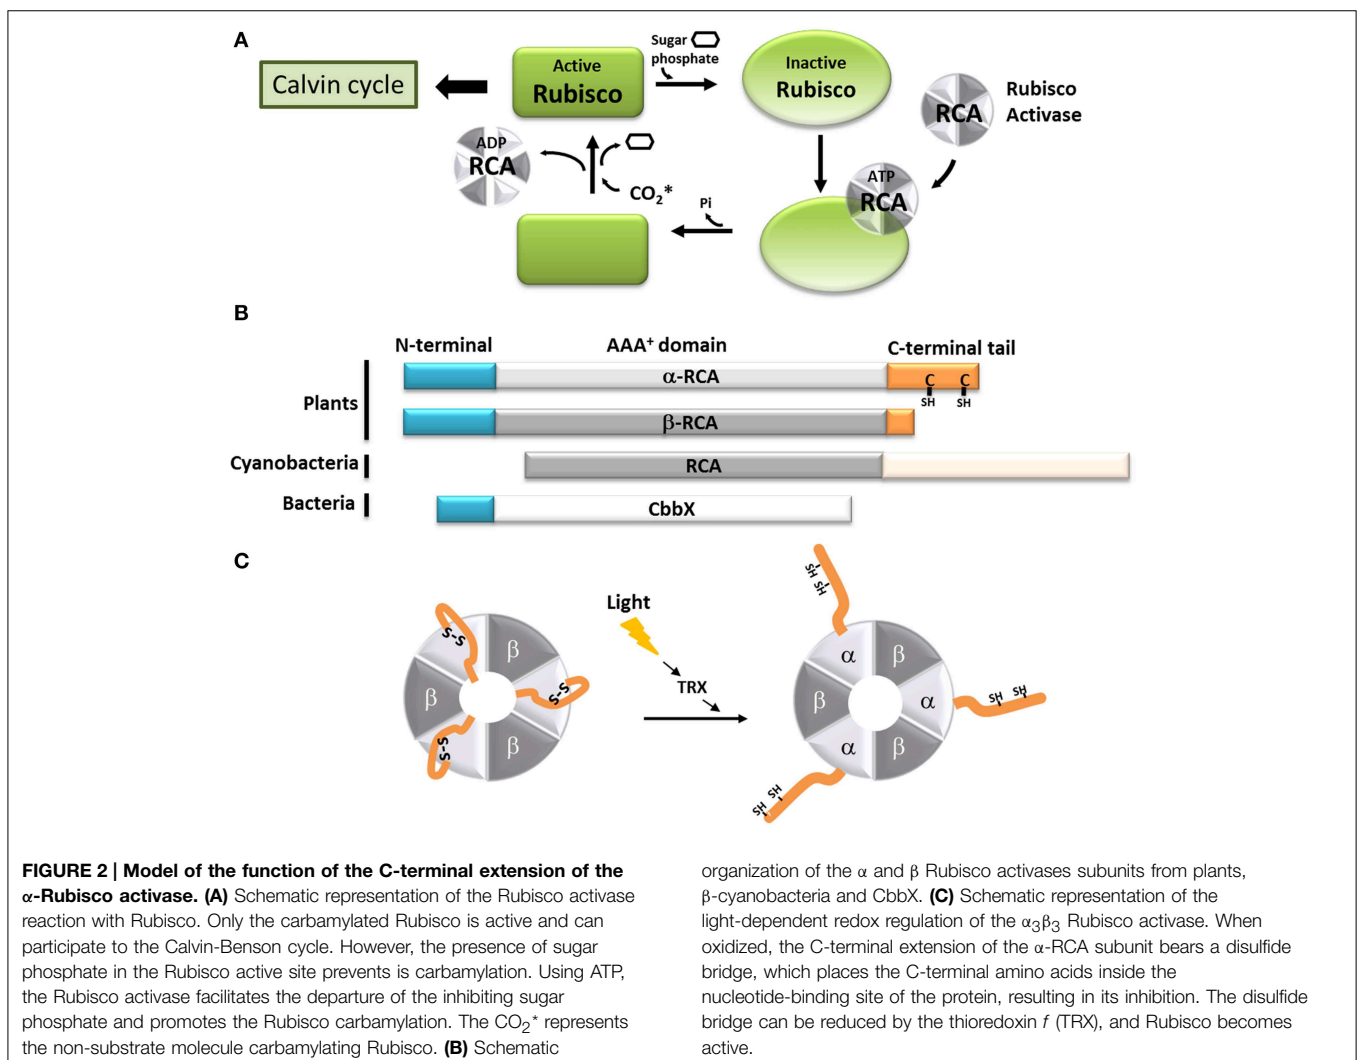 A
Calvin cycle
Active
Rubisco
Sugar
phosphate
Inactive
Rubisco
RCA
Rubisco
Activase
ADP
RCA
CO2*
Pi
ATP
RCA
B
N-terminal
AAA+ domain
C-terminal tail
Plants
α-RCA
C C
SH SH
β-RCA
Cyanobacteria
RCA
Bacteria
CbbX
C
S-S
β
β
S-S
S-S
β
Light
TRX
SH SH
α
β
β
α
SH SH
α
β
SH SH
FIGURE 2 | Model of the function of the C-terminal extension of the
α-Rubisco activase. (A) Schematic representation of the Rubisco activase
reaction with Rubisco. Only the carbamylated Rubisco is active and can
participate to the Calvin-Benson cycle. However, the presence of sugar
phosphate in the Rubisco active site prevents is carbamylation. Using ATP,
the Rubisco activase facilitates the departure of the inhibiting sugar
phosphate and promotes the Rubisco carbamylation. The CO2* represents
the non-substrate molecule carbamylating Rubisco. (B) Schematic
organization of the α and β Rubisco activases subunits from plants,
β-cyanobacteria and CbbX. (C) Schematic representation of the
light-dependent redox regulation of the α3β3 Rubisco activase. When
oxidized, the C-terminal extension of the α-RCA subunit bears a disulfide
bridge, which places the C-terminal amino acids inside the
nucleotide-binding site of the protein, resulting in its inhibition. The disulfide
bridge can be reduced by the thioredoxin f (TRX), and Rubisco becomes
active.